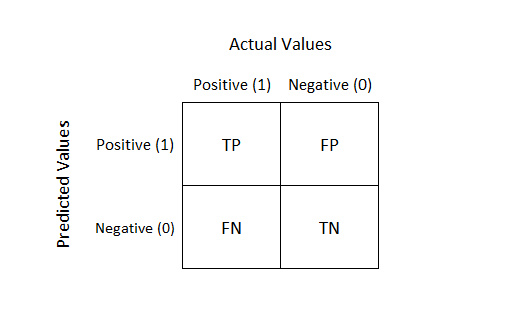 Actual Values
Positive (1) Negative (0)
Predicted Values
Positive (1) TP FP
Negative (0) FN TN